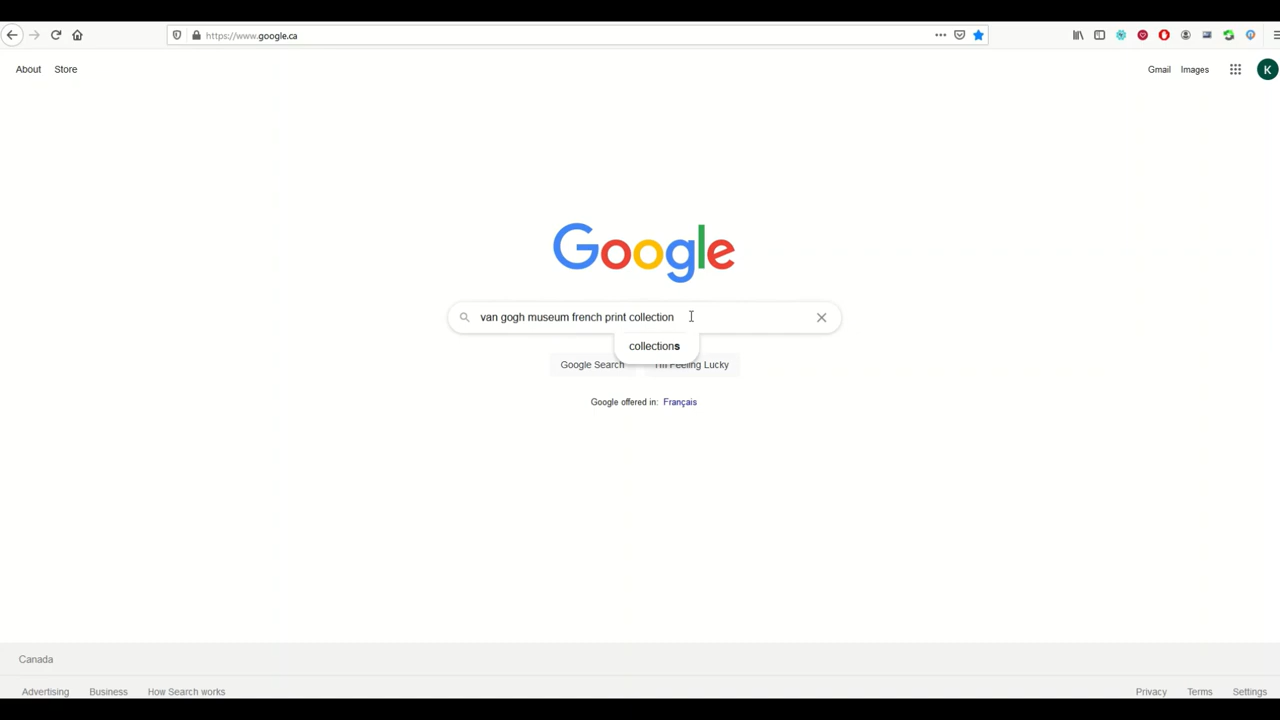 https://www.google.ca
About Store
Gmail Images
K
Google
van gogh museum french print collection
collections
Google Search I'm Feeling Lucky
Google offered in: Français
Canada
Advertising Business How Search works
Privacy Terms Settings